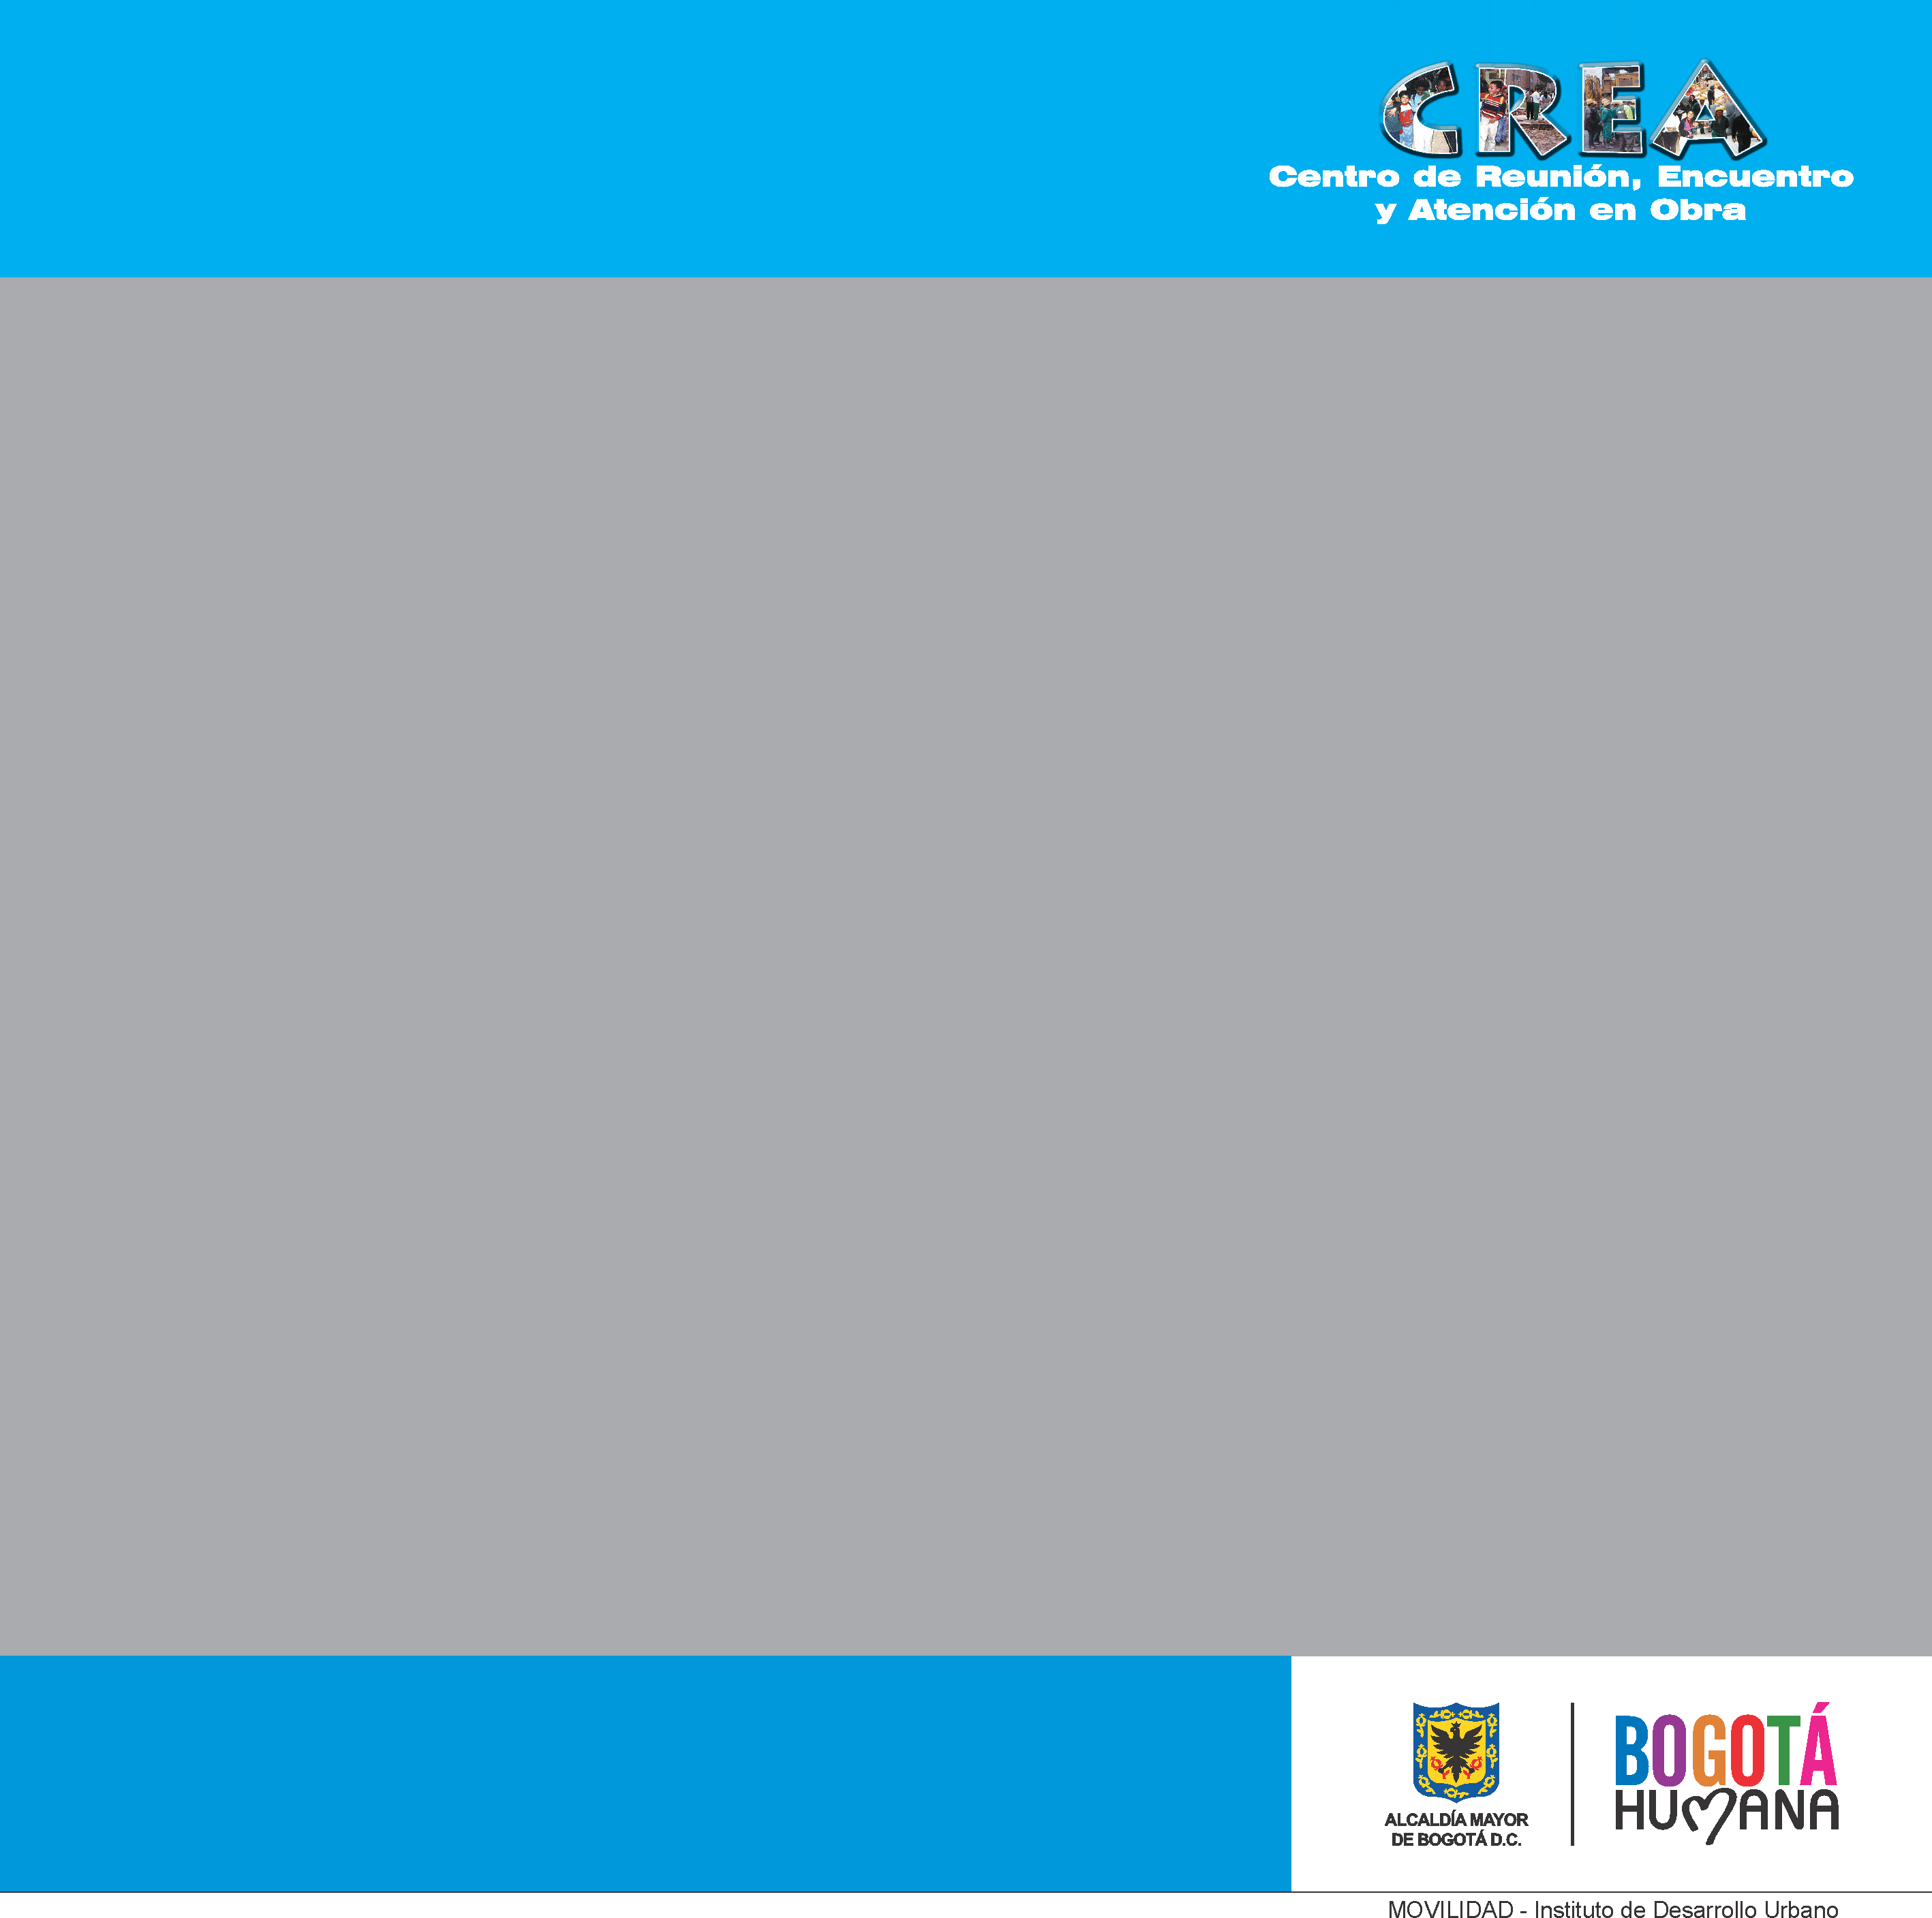 CREA
Centro de Reunión, Encuentro
y Atención en Obra
ALCALDÍA MAYOR
DE BOGOTÁ D.C.
BOGOTÁ
HUMANA
MOVILIDAD - Instituto de Desarrollo Urbano